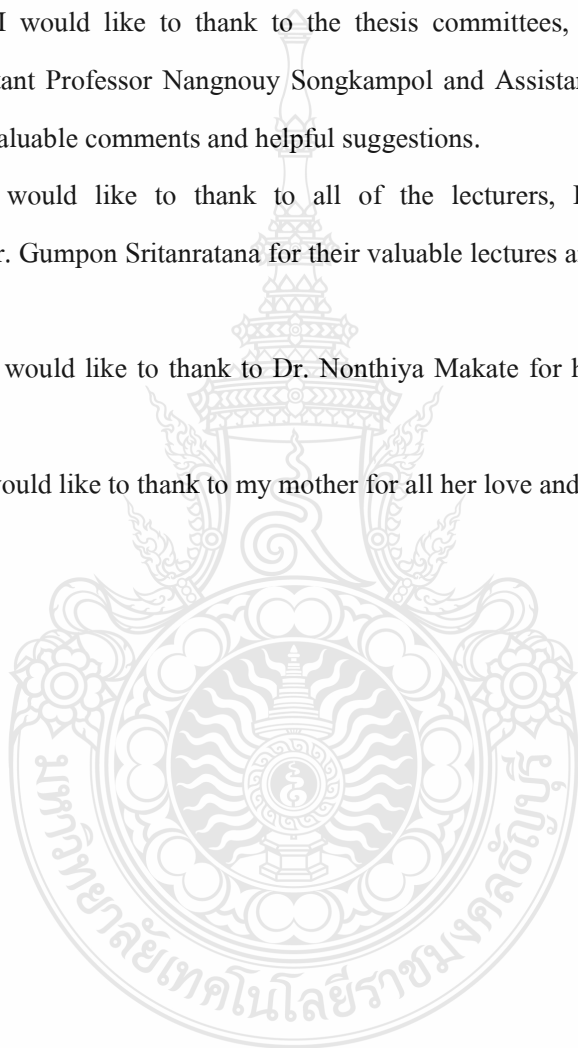 I would like to thank to the thesis committees,
tant Professor Nangnouy Songkampol and Assistan
valuable comments and helpful suggestions.
would like to thank to all of the lecturers,
r. Gumpon Sritanratana for their valuable lectures a
would like to thank to Dr. Nonthiya Makate for h
would like to thank to my mother for all her love and
มหาวิทยาลัยเทคโนโลยีราชมงคลธัญบุรี